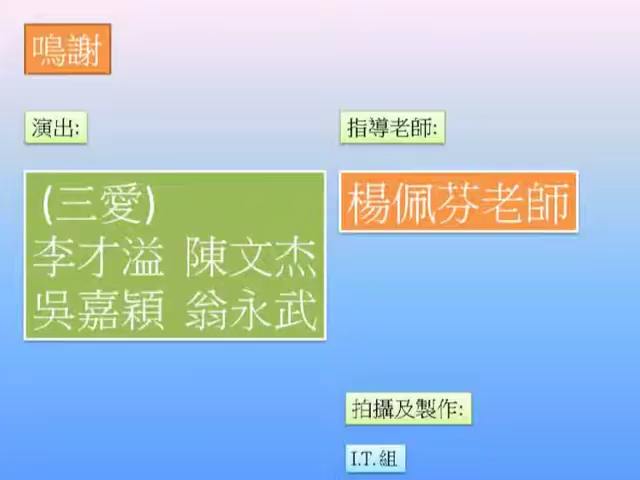 鳴謝
演出:
(三愛)
李才溢 陳文杰
吳嘉穎 翁永武
指導老師:
楊佩芬老師
拍攝及製作:
I.T.組